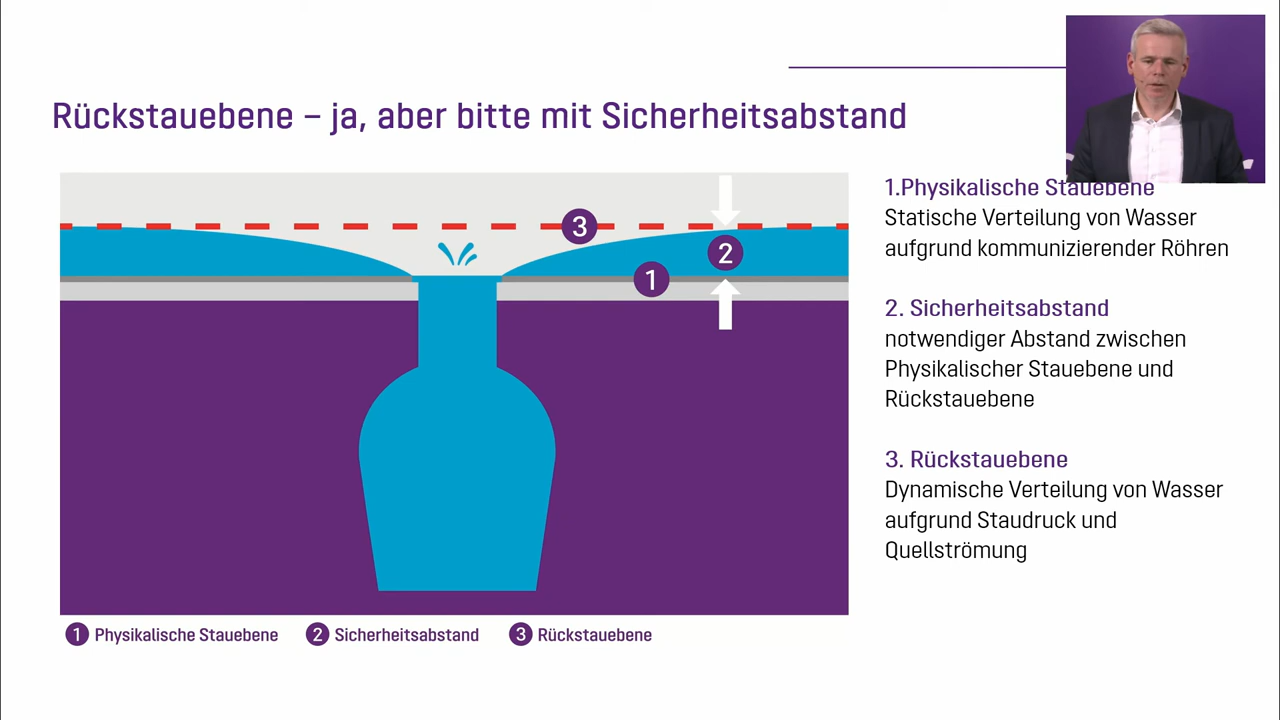 Rückstauebene – ja, aber bitte mit Sicherheitsabstand
3
2
1
1 Physikalische Stauebene
2 Sicherheitsabstand
3 Rückstauebene
1.Physikalische Stauebene
Statische Verteilung von Wasser
aufgrund kommunizierender Röhren
2. Sicherheitsabstand
notwendiger Abstand zwischen
Physikalischer Stauebene und
Rückstauebene
3. Rückstauebene
Dynamische Verteilung von Wasser
aufgrund Staudruck und
Quellströmung